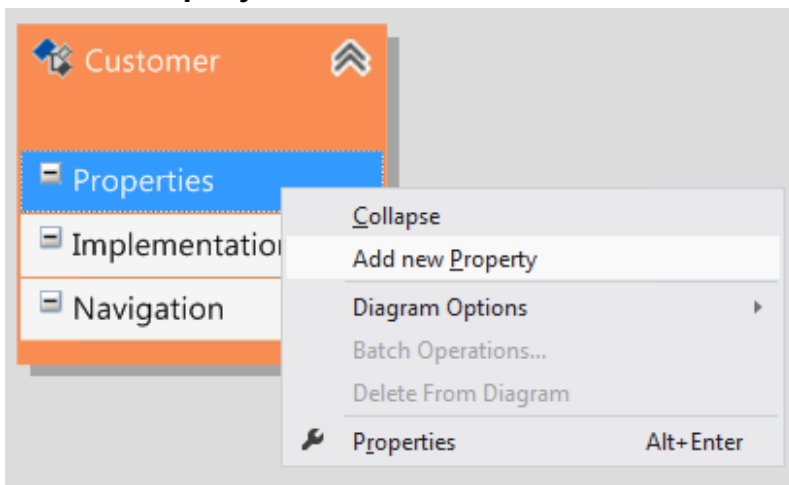 Customer
Properties
Implementation
Navigation
Collapse
Add new Property
Diagram Options
Batch Operations...
Delete From Diagram
Properties Alt+Enter